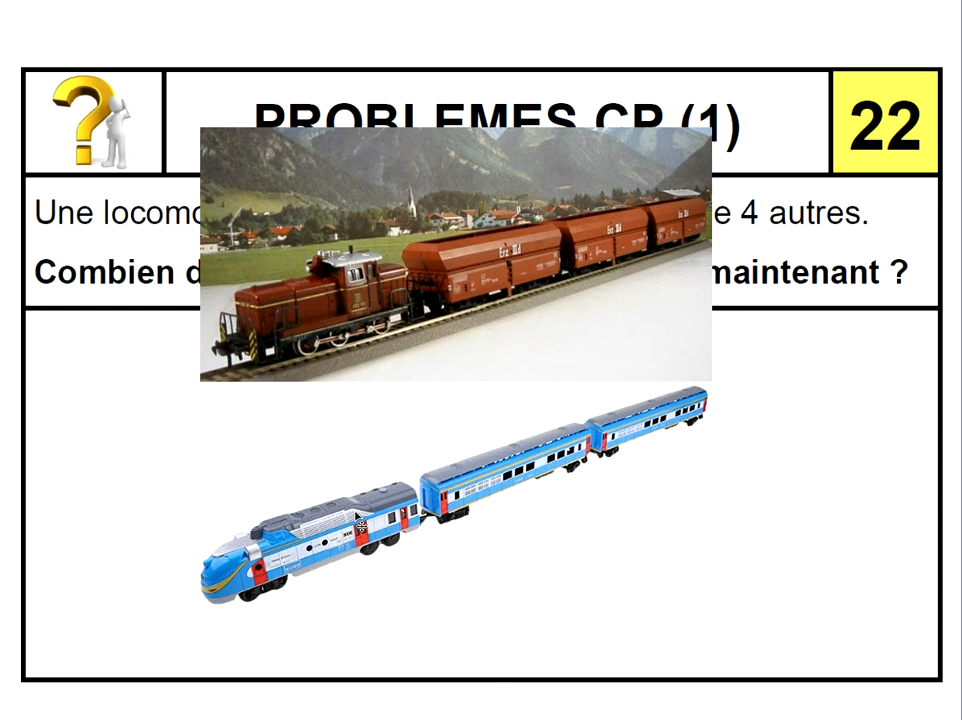 PROBLEMES CP (1)
22
Une locomo e 4 autres.
Combien d maintenant ?